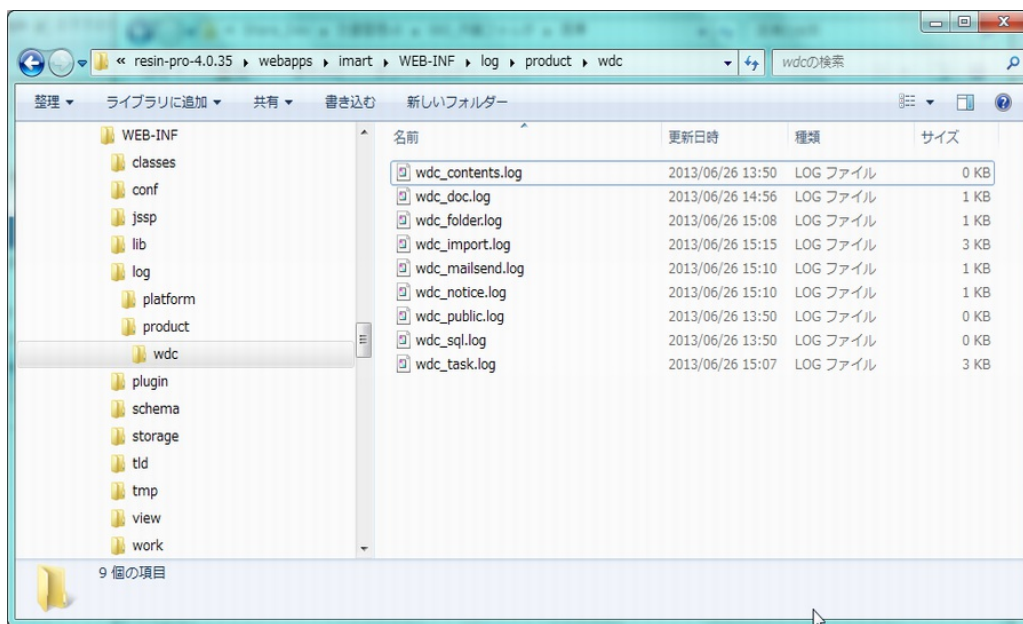 « resin-pro-4.0.35 ▸ webapps ▸ imart ▸ WEB-INF ▸ log ▸ product ▸ wdc
wdcの検索
整理 ライブラリに追加 共有 書き込む 新しいフォルダー
WEB-INF
classes
conf
jssp
lib
log
platform
product
wdc
plugin
schema
storage
tld
tmp
view
work
名前 更新日時 種類 サイズ
wdc_contents.log 2013/06/26 13:50 LOG ファイル 0 KB
wdc_doc.log 2013/06/26 14:56 LOG ファイル 1 KB
wdc_folder.log 2013/06/26 15:08 LOG ファイル 1 KB
wdc_import.log 2013/06/26 15:15 LOG ファイル 3 KB
wdc_mailsend.log 2013/06/26 15:10 LOG ファイル 1 KB
wdc_notice.log 2013/06/26 15:10 LOG ファイル 1 KB
wdc_public.log 2013/06/26 13:50 LOG ファイル 0 KB
wdc_sql.log 2013/06/26 13:50 LOG ファイル 0 KB
wdc_task.log 2013/06/26 15:07 LOG ファイル 3 KB
9 個の項目